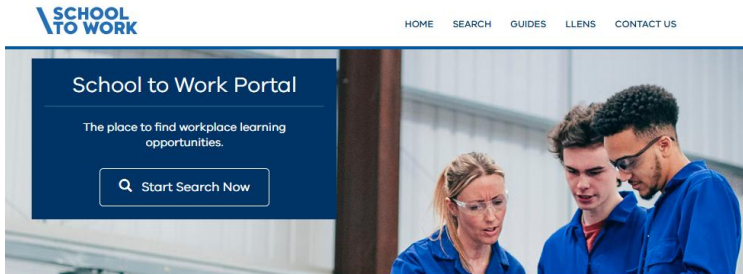 SCHOOL
TO WORK
HOME SEARCH GUIDES LLENS CONTACT US
School to Work Portal
The place to find workplace learning
opportunities.
Start Search Now